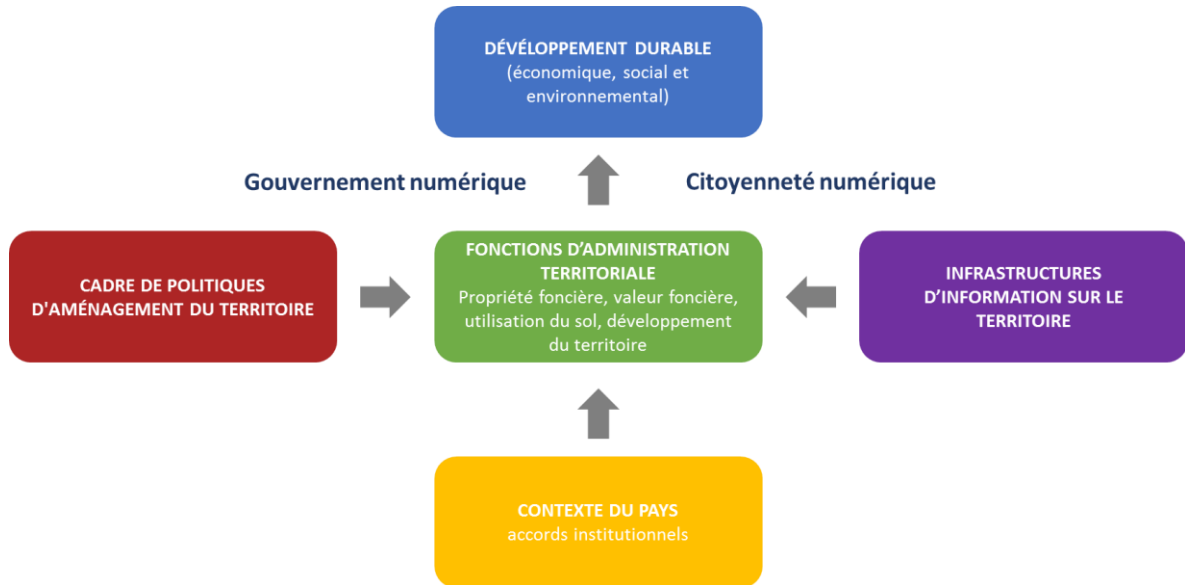 DÉVÉLOPPEMENT DURABLE
(économique, social et
environnemental)
Gouvernement numérique
Citoyenneté numérique
CADRE DE POLITIQUES
D'AMÉNAGEMENT DU TERRITOIRE
FONCTIONS D’ADMINISTRATION
TERRITORIALE
Propriété foncière, valeur foncière,
utilisation du sol, développement
du territoire
INFRASTRUCTURES
D’INFORMATION SUR LE
TERRITOIRE
CONTEXTE DU PAYS
accords institutionnels